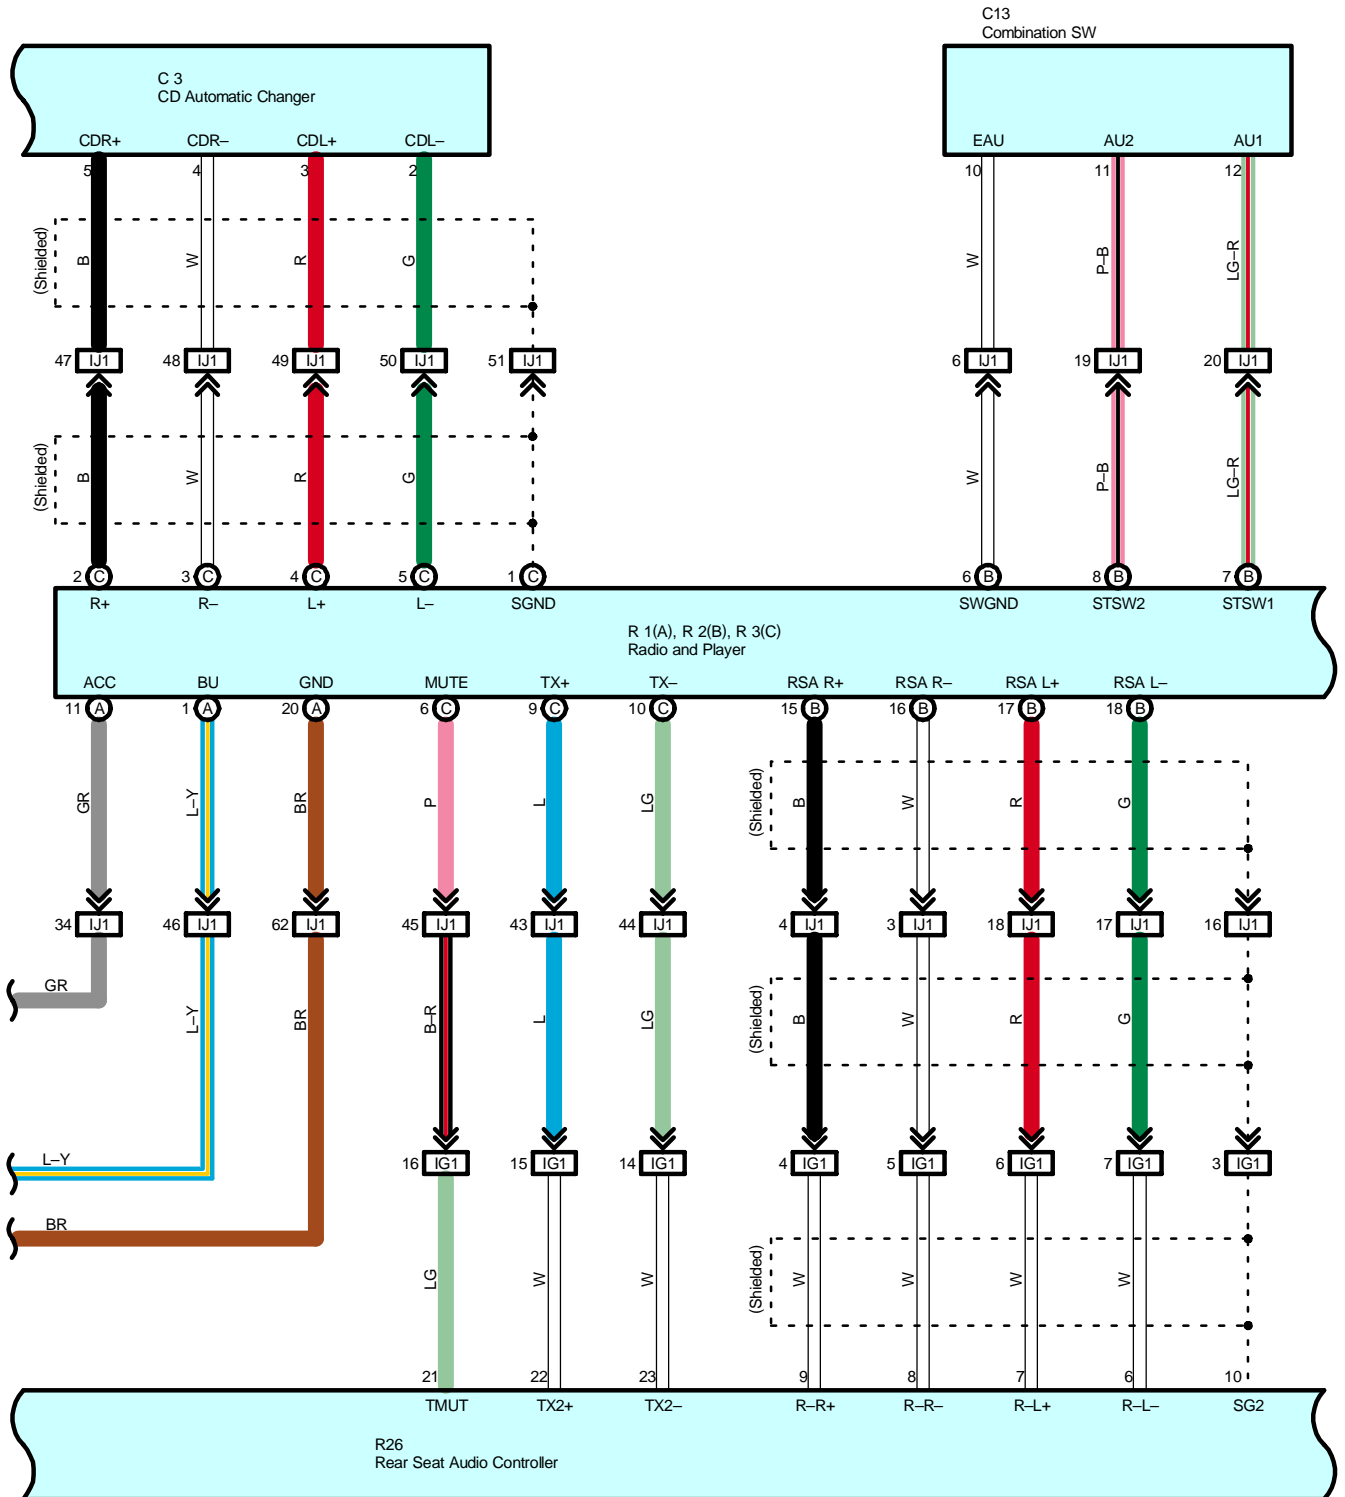 C13
Combination SW
C 3
CD Automatic Changer
CDR+ CDR– CDL+ CDL– EAU AU2 AU1
5 4 3 2 10 11 12
(Shielded) B W R G W P–B LG–R
47 IJ1 48 IJ1 49 IJ1 50 IJ1 51 IJ1 6 IJ1 19 IJ1 20 IJ1
(Shielded) B W R G W P–B LG–R
2 C 3 C 4 C 5 C 1 C 6 B 8 B 7 B
R+ R– L+ L– SGND SWGND STSW2 STSW1
R 1(A), R 2(B), R 3(C)
Radio and Player
ACC BU GND MUTE TX+ TX– RSA R+ RSA R– RSA L+ RSA L–
11 A 1 A 20 A 6 C 9 C 10 C 15 B 16 B 17 B 18 B
GR L–Y BR P L LG (Shielded) B W R G
34 IJ1 46 IJ1 62 IJ1 45 IJ1 43 IJ1 44 IJ1 4 IJ1 3 IJ1 18 IJ1 17 IJ1 16 IJ1
GR
L–Y BR B–R L LG (Shielded) B W R G
L–Y
16 IG1 15 IG1 14 IG1 4 IG1 5 IG1 6 IG1 7 IG1 3 IG1
BR
LG W W (Shielded) W W W W
21 22 23 9 8 7 6 10
TMUT TX2+ TX2– R–R+ R–R– R–L+ R–L– SG2
R26
Rear Seat Audio Controller